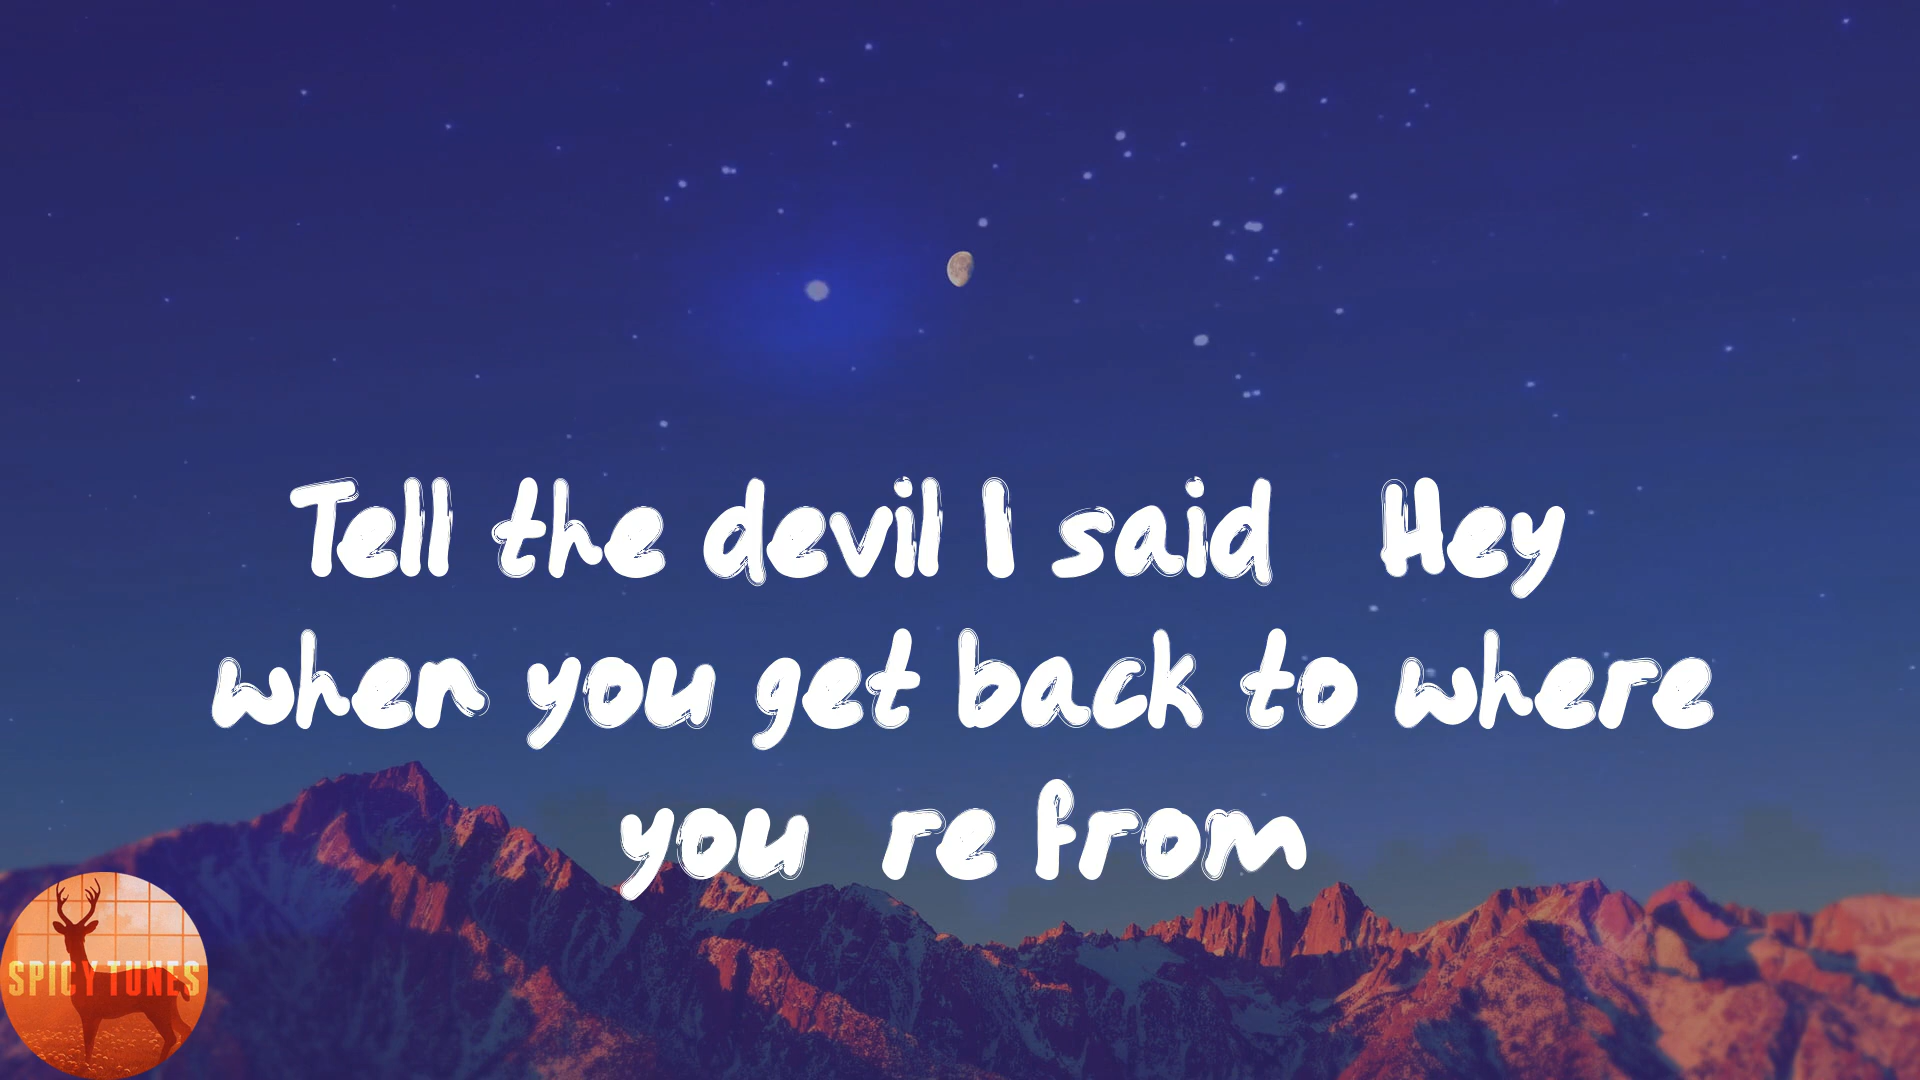 Tell the devil I said Hey
when you get back to where
you re from
SPICY TUNES